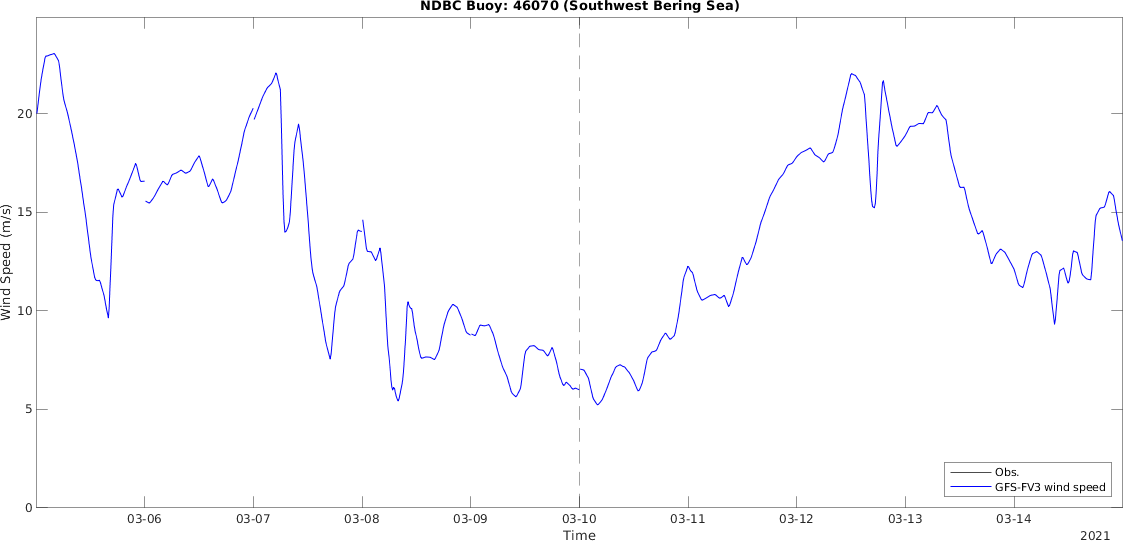 NDBC Buoy: 46070 (Southwest Bering Sea)
Wind Speed (m/s)
20
15
10
5
0
Obs.
GFS-FV3 wind speed
03-06 03-07 03-08 03-09 03-10 03-11 03-12 03-13 03-14
Time
2021